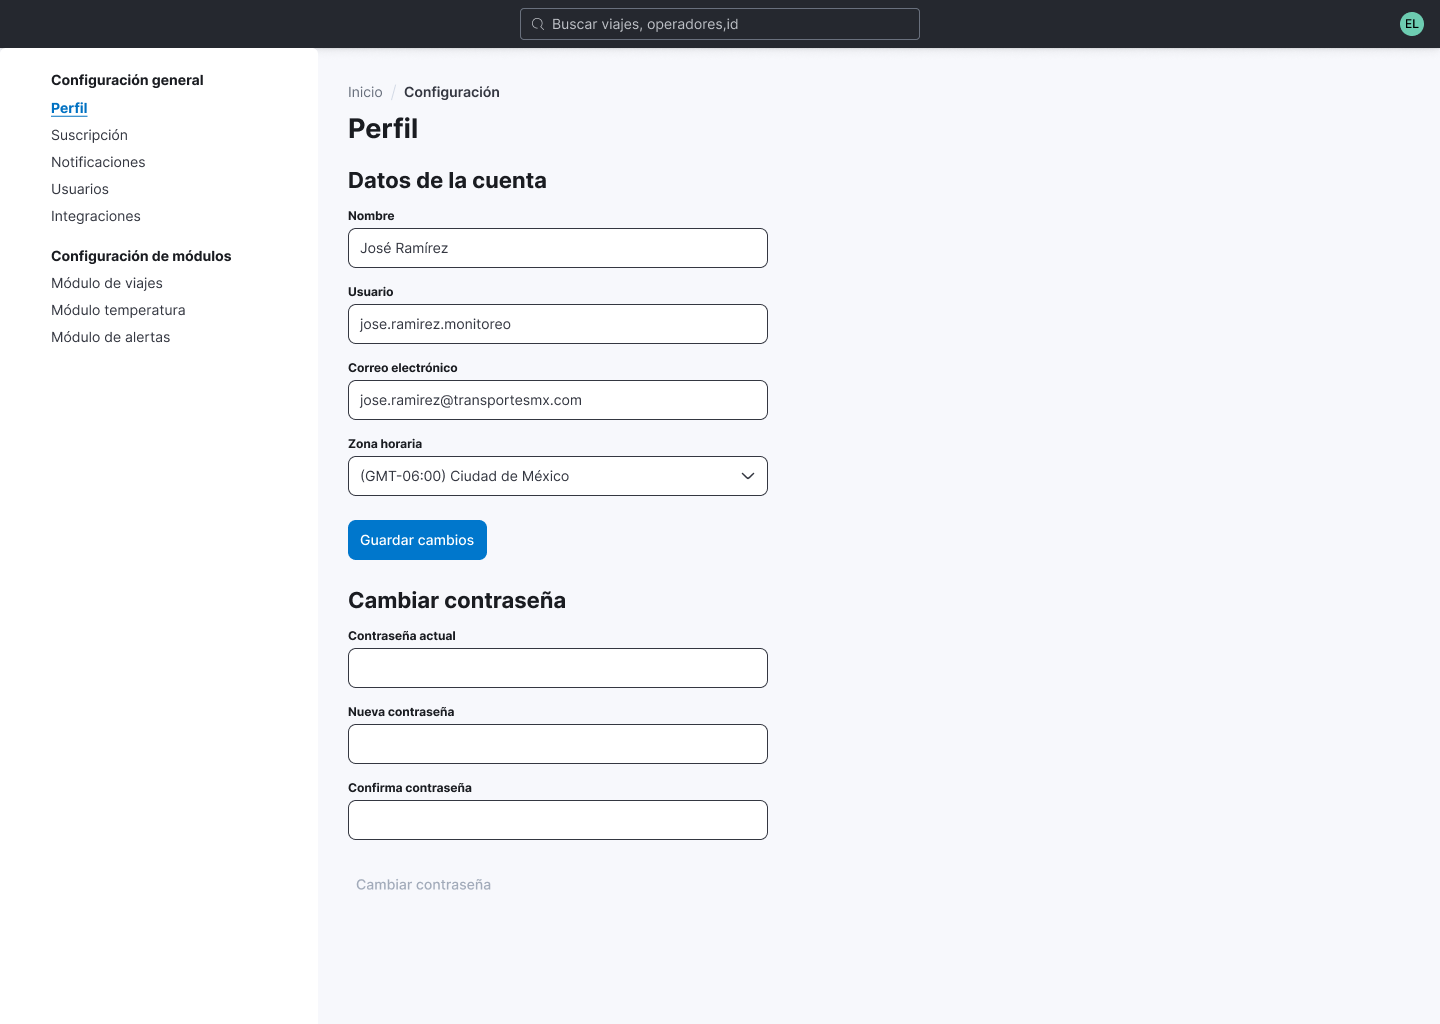 Buscar viajes, operadores,id
EL
Configuración general
Perfil
Suscripción
Notificaciones
Usuarios
Integraciones
Configuración de módulos
Módulo de viajes
Módulo temperatura
Módulo de alertas
Inicio / Configuración
Perfil
Datos de la cuenta
Nombre
José Ramírez
Usuario
jose.ramirez.monitoreo
Correo electrónico
jose.ramirez@transportesmx.com
Zona horaria
(GMT-06:00) Ciudad de México
Guardar cambios
Cambiar contraseña
Contraseña actual
Nueva contraseña
Confirma contraseña
Cambiar contraseña